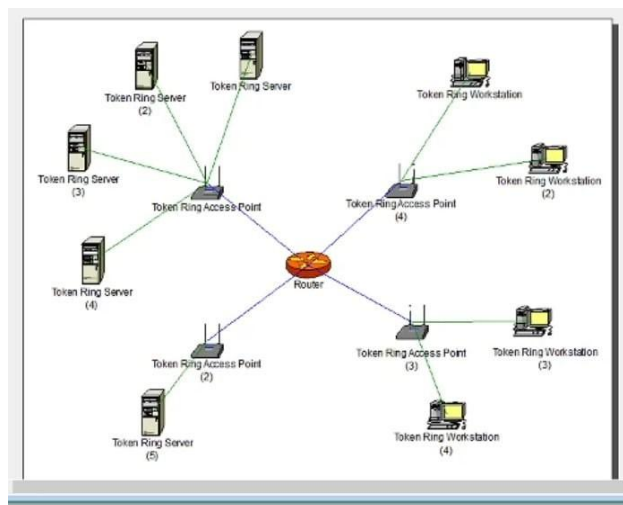 Token Ring Server
Token Ring Server
(2)
Token Ring Workstation
Token Ring Server
(3)
Token Ring Access Point
Token Ring Workstation
(2)
Token Ring Access Point
(4)
Router
Token Ring Server
(4)
Token Ring Access Point
(2)
Token Ring Access Point
(3)
Token Ring Workstation
(3)
Token Ring Server
(5)
Token Ring Workstation
(4)